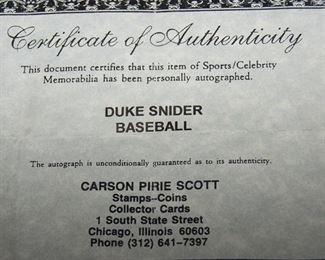 Certificate of Authenticity
This document certifies that this item of Sports/Celebrity
Memorabilia has been personally autographed.
DUKE SNIDER
BASEBALL
The autograph is unconditionally guaranteed as to its authenticity.
CARSON PIRIE SCOTT
Stamps--Coins
Collector Cards
1 South State Street
Chicago, Illinois 60603
Phone (312) 641-7397